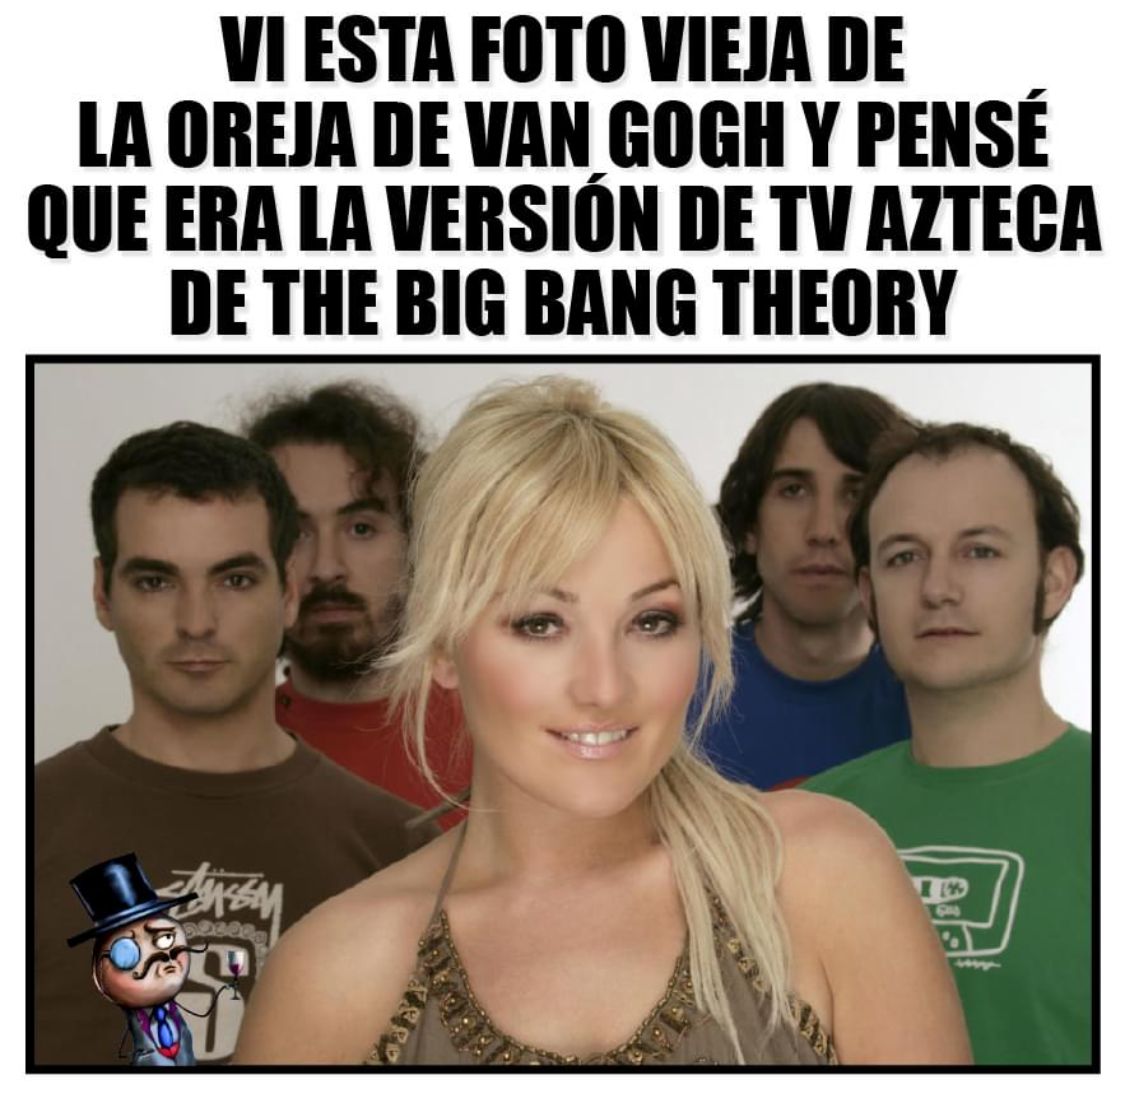 VI ESTA FOTO VIEJA DE
LA OREJA DE VAN GOGH Y PENSÉ
QUE ERA LA VERSIÓN DE TV AZTECA
DE THE BIG BANG THEORY
STÜSSY
S